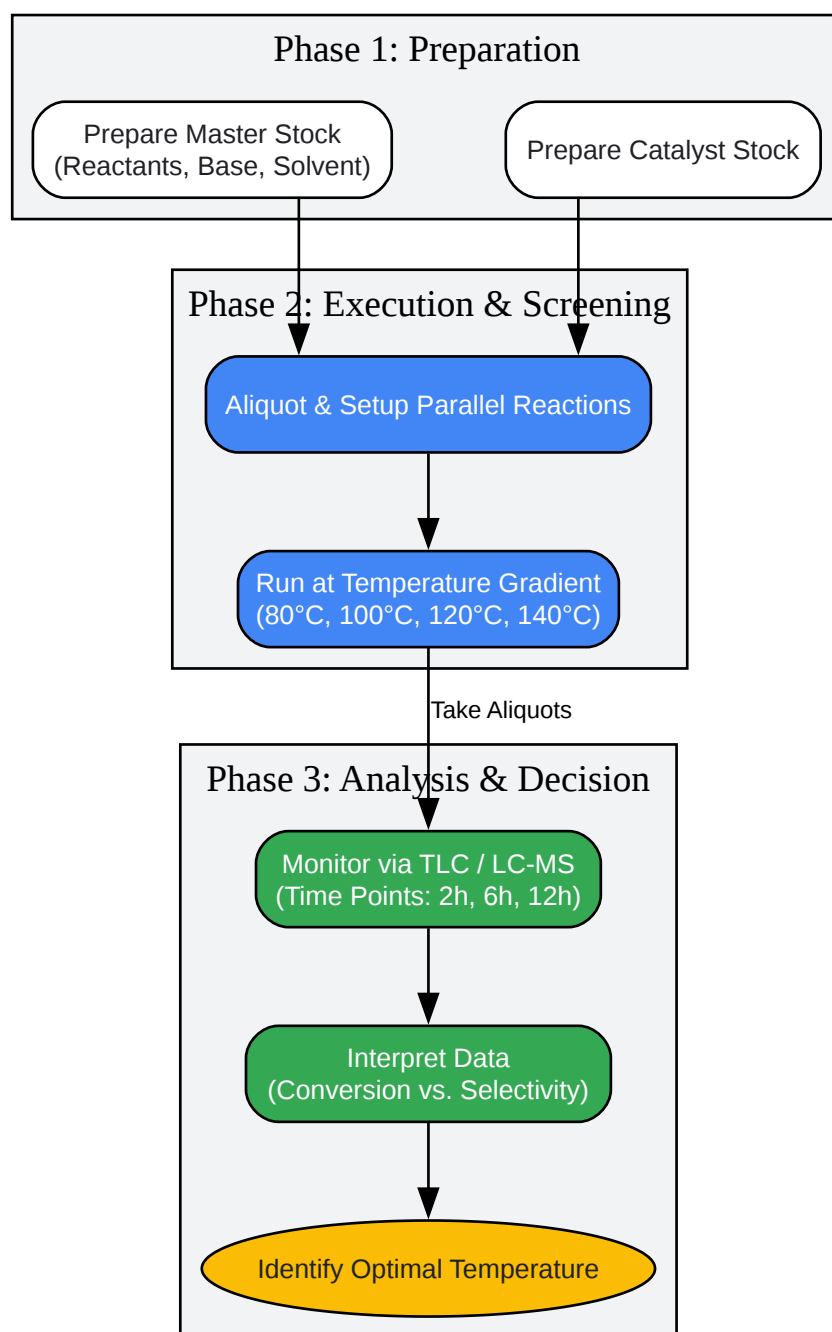 Phase 1: Preparation
Prepare Master Stock
(Reactants, Base, Solvent)
Prepare Catalyst Stock
Phase 2: Execution & Screening
Aliquot & Setup Parallel Reactions
Run at Temperature Gradient
(80°C, 100°C, 120°C, 140°C)
Take Aliquots
Phase 3: Analysis & Decision
Monitor via TLC / LC-MS
(Time Points: 2h, 6h, 12h)
Interpret Data
(Conversion vs. Selectivity)
Identify Optimal Temperature